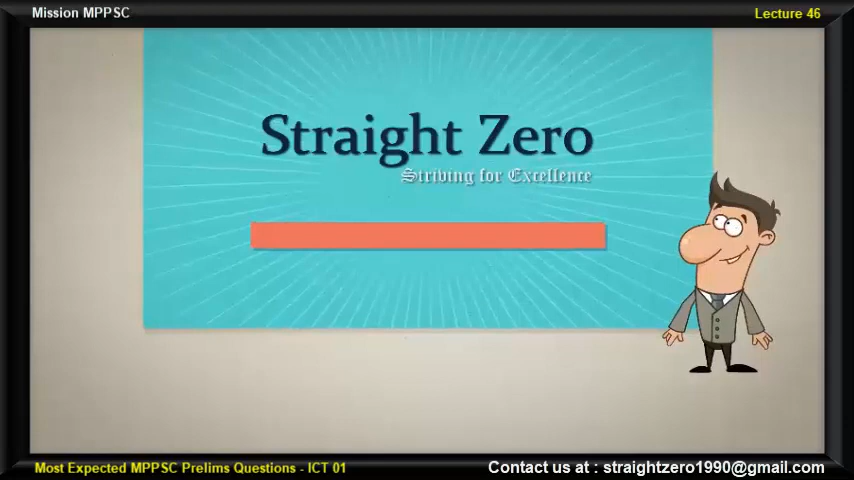 Mission MPPSC
Lecture 46
Straight Zero
Striving for Excellence
Most Expected MPPSC Prelims Questions - ICT 01
Contact us at : straightzero1990@gmail.com